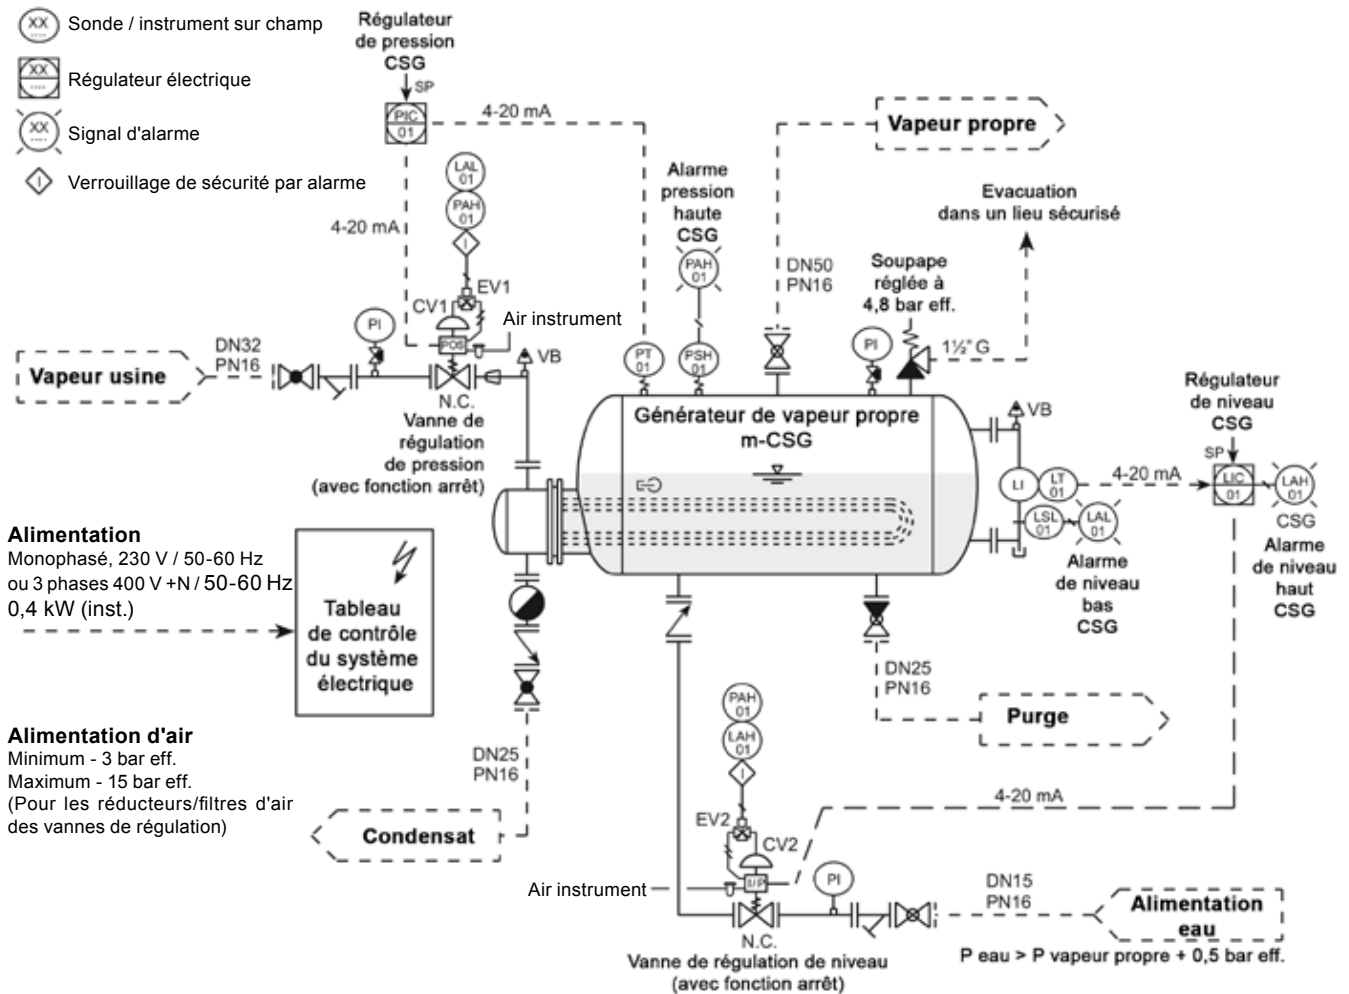 XX
....
Sonde / instrument sur champ
XX
....
Régulateur électrique
XX
....
Signal d'alarme
I
Verrouillage de sécurité par alarme
Régulateur
de pression
CSG
SP
PIC
01
4-20 mA
4-20 mA
LAL
01
PAH
01
I
EV1
CV1
POS
Air instrument
PI
VB
DN32
PN16
Vapeur usine
N.C.
Vanne de
régulation
de pression
(avec fonction arrêt)
Alarme
pression
haute
CSG
PAH
01
PT
01
PSH
01
Vapeur propre
DN50
PN16
Evacuation
dans un lieu sécurisé
Soupape
réglée à
4,8 bar eff.
PI
1½" G
Générateur de vapeur propre
m-CSG
VB
LI
LT
01
4-20 mA
LSL
01
LAL
01
Alarme
de niveau
bas
CSG
Régulateur
de niveau
CSG
SP
LIC
01
LAH
01
CSG
Alarme
de niveau
haut
CSG
Alimentation
Monophasé, 230 V / 50-60 Hz
ou 3 phases 400 V +N / 50-60 Hz
0,4 kW (inst.)
Tableau
de contrôle
du système
électrique
Alimentation d'air
Minimum - 3 bar eff.
Maximum - 15 bar eff.
(Pour les réducteurs/filtres d'air
des vannes de régulation)
DN25
PN16
Condensat
DN25
PN16
Purge
PAH
01
LAH
01
I
EV2
CV2
I/P
Air instrument
4-20 mA
PI
N.C.
Vanne de régulation de niveau
(avec fonction arrêt)
DN15
PN16
Alimentation
eau
P eau > P vapeur propre + 0,5 bar eff.